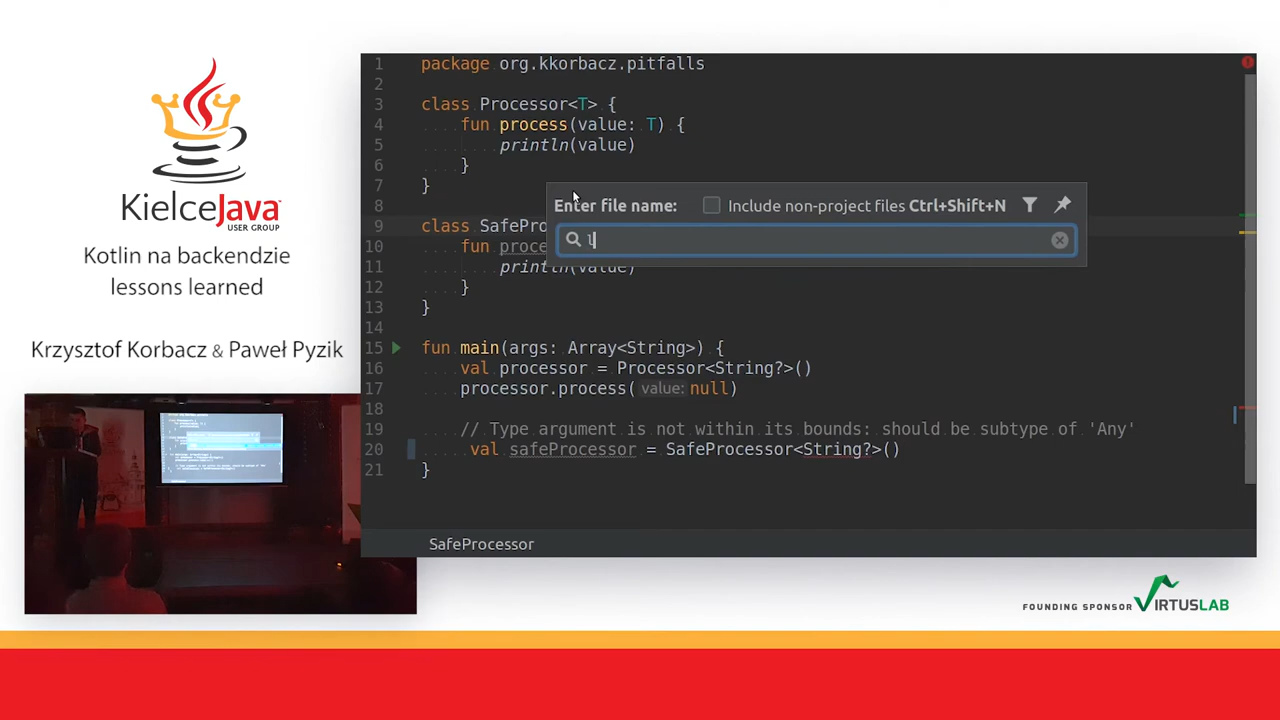 KielceJava
USER GROUP
Kotlin na backendzie
lessons learned
Krzysztof Korbacz & Paweł Pyzik
1 package org.kkorbacz.pitfalls
2
3 class Processor<T> {
4 fun process(value: T) {
5 println(value)
6 }
7 }
8
9 class SafePro
10 fun proce
11 println(value)
12 }
13 }
14
15 fun main(args: Array<String>) {
16 val processor = Processor<String?>()
17 processor.process( value: null)
18
19 // Type argument is not within its bounds: should be subtype of 'Any'
20 val safeProcessor = SafeProcessor<String?>()
21 }
Enter file name: Include non-project files Ctrl+Shift+N
l
SafeProcessor
FOUNDING SPONSOR VIRTUSLAB